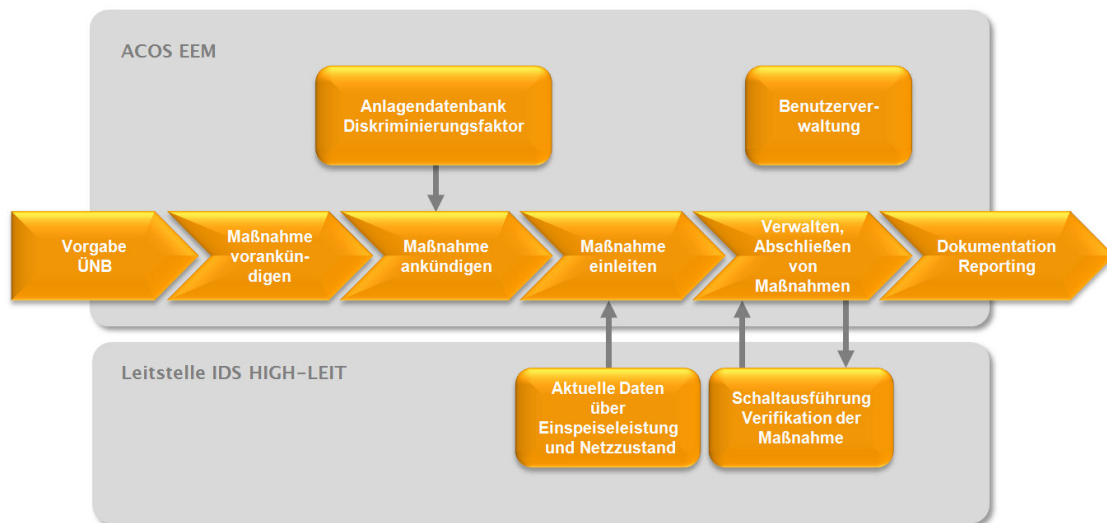 ACOS EEM
Anlagendatenbank
Diskriminierungsfaktor
Benutzerver-
waltung
Vorgabe
ÜNB
Maßnahme
vorankün-
digen
Maßnahme
ankündigen
Maßnahme
einleiten
Verwalten,
Abschließen
von
Maßnahmen
Dokumentation
Reporting
Leitstelle IDS HIGH-LEIT
Aktuelle Daten
über
Einspeiseleistung
und Netzzustand
Schaltausführung
Verifikation der
Maßnahme